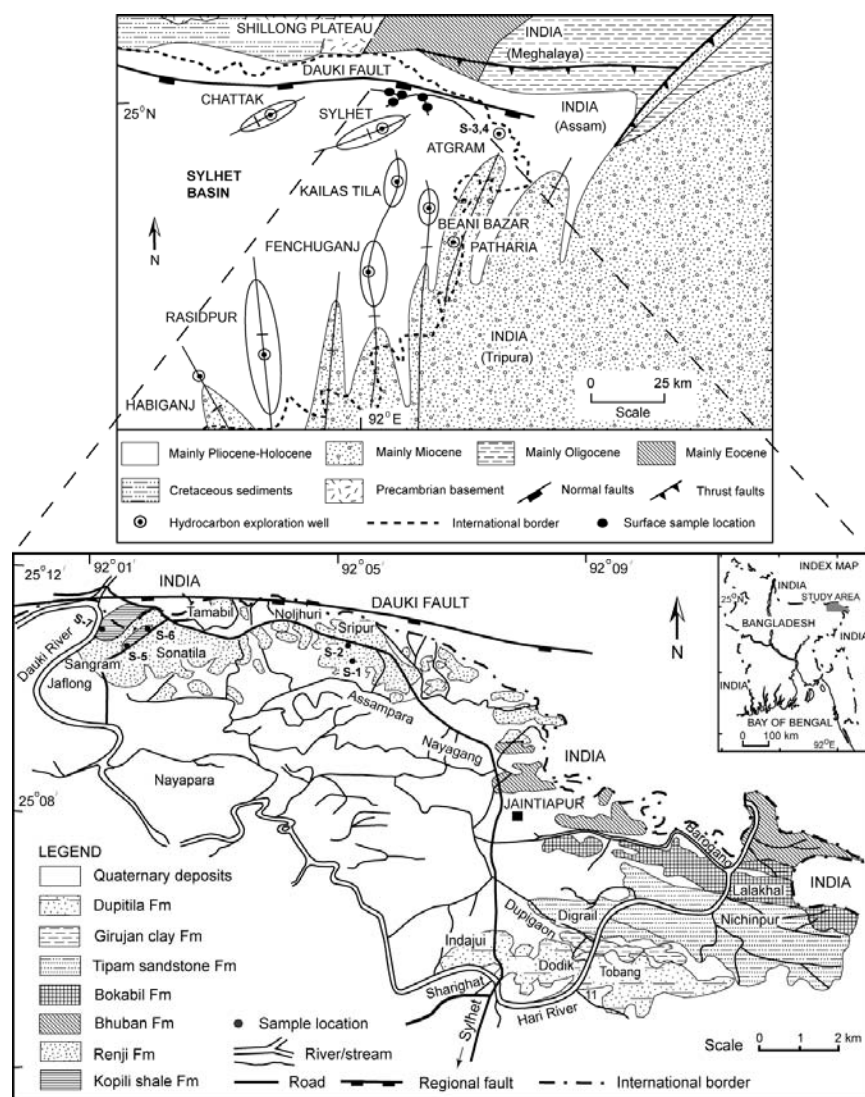 SHILLONG PLATEAU
INDIA
(Meghalaya)
DAUKI FAULT
25°N
CHATTAK
SYLHET
INDIA
(Assam)
S-3,4
ATGRAM
SYLHET
BASIN
KAILAS TILA
N
BEANI BAZAR
FENCHUGANJ
PATHARIA
RASIDPUR
INDIA
(Tripura)
0 25 km
Scale
HABIGANJ
92°E
Mainly Pliocene-Holocene
Mainly Miocene
Mainly Oligocene
Mainly Eocene
Cretaceous sediments
Precambrian basement
Normal faults
Thrust faults
Hydrocarbon exploration well
International border
Surface sample location
25°12'
92°01'
INDIA
92°05'
92°09'
INDEX MAP
INDIA
STUDY AREA
25°N
BANGLADESH
INDIA
INDIA
BAY OF BENGAL
0 100 km
92°E
DAUKI FAULT
Tamabil
Noljhuri
Sripur
S-7
S-6
S-5
S-2
S-1
Dauki River
Sangram
Sonatila
Jaflong
N
Assampara
Nayagang
Nayapara
INDIA
25°08'
JAINTIAPUR
Barogang
Lalakhal
INDIA
Nichinpur
Dupigaon
Digrail
Indajui
Dodik
Tobang
Sharighat
11
Hari River
Sylhet
LEGEND
Quaternary deposits
Dupitila Fm
Girujan clay Fm
Tipam sandstone Fm
Bokabil Fm
Bhuban Fm
Renji Fm
Kopili shale Fm
Sample location
River/stream
Road
Regional fault
International border
Scale 0 1 2 km